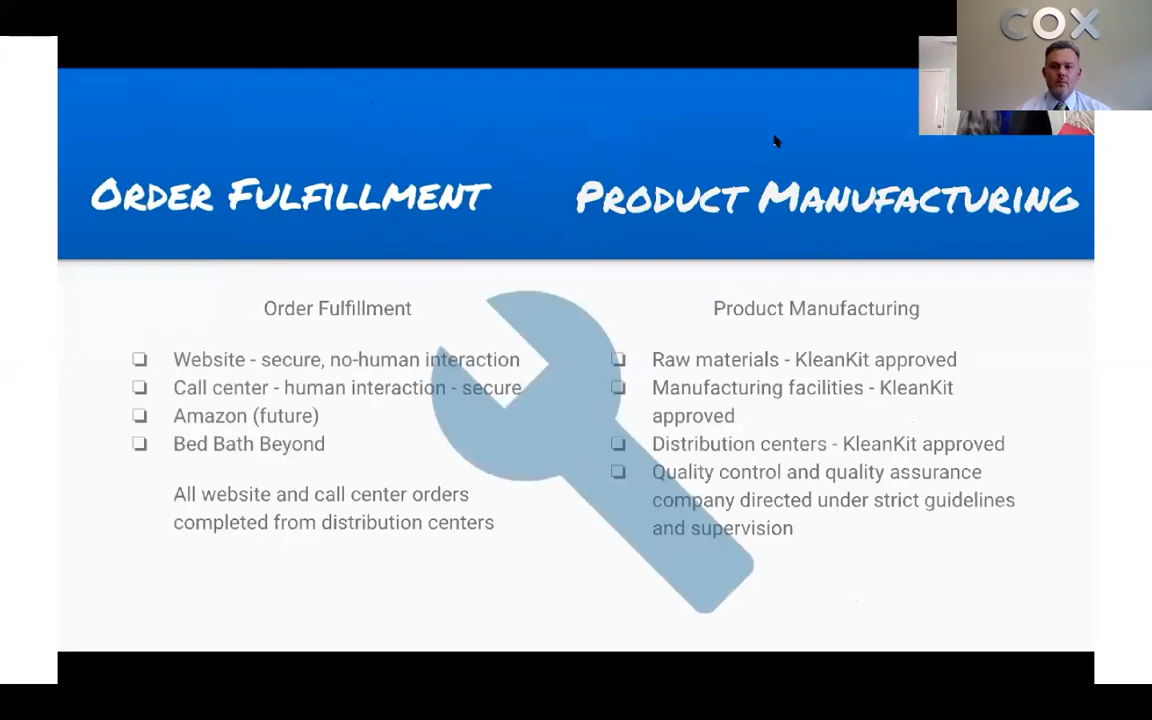 COX
ORDER FULFILLMENT
PRODUCT MANUFACTURING
Order Fulfillment
❏ Website - secure, no-human interaction
❏ Call center - human interaction - secure
❏ Amazon (future)
❏ Bed Bath Beyond
All website and call center orders
completed from distribution centers
Product Manufacturing
❏ Raw materials - KleanKit approved
❏ Manufacturing facilities - KleanKit
approved
❏ Distribution centers - KleanKit approved
❏ Quality control and quality assurance
company directed under strict guidelines
and supervision